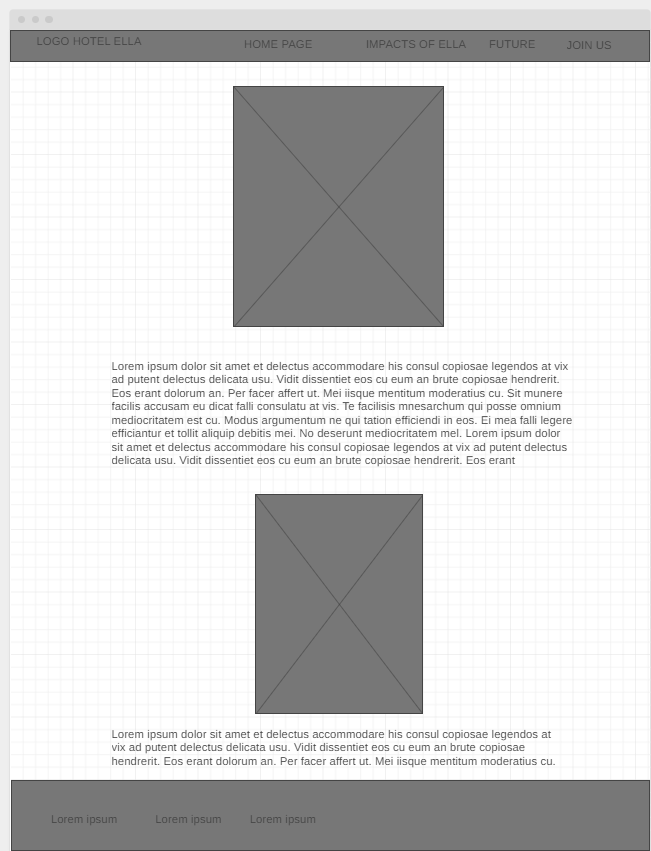 LOGO HOTEL ELLA
HOME PAGE
IMPACTS OF ELLA
FUTURE
JOIN US
Lorem ipsum dolor sit amet et delectus accommodare his consul copiosae legendos at vix
ad putent delectus delicata usu. Vidit dissentiet eos cu eum an brute copiosae hendrerit.
Eos erant dolorum an. Per facer affert ut. Mei iisque mentitum moderatius cu. Sit munere
facilis accusam eu dicat falli consulatu at vis. Te facilisis mnesarchum qui posse omnium
mediocritatem est cu. Modus argumentum ne qui tation efficiendi in eos. Ei mea falli legere
efficiantur et tollit aliquip debitis mei. No deserunt mediocritatem mel. Lorem ipsum dolor
sit amet et delectus accommodare his consul copiosae legendos at vix ad putent delectus
delicata usu. Vidit dissentiet eos cu eum an brute copiosae hendrerit. Eos erant
Lorem ipsum dolor sit amet et delectus accommodare his consul copiosae legendos at
vix ad putent delectus delicata usu. Vidit dissentiet eos cu eum an brute copiosae
hendrerit. Eos erant dolorum an. Per facer affert ut. Mei iisque mentitum moderatius cu.
Lorem ipsum
Lorem ipsum
Lorem ipsum